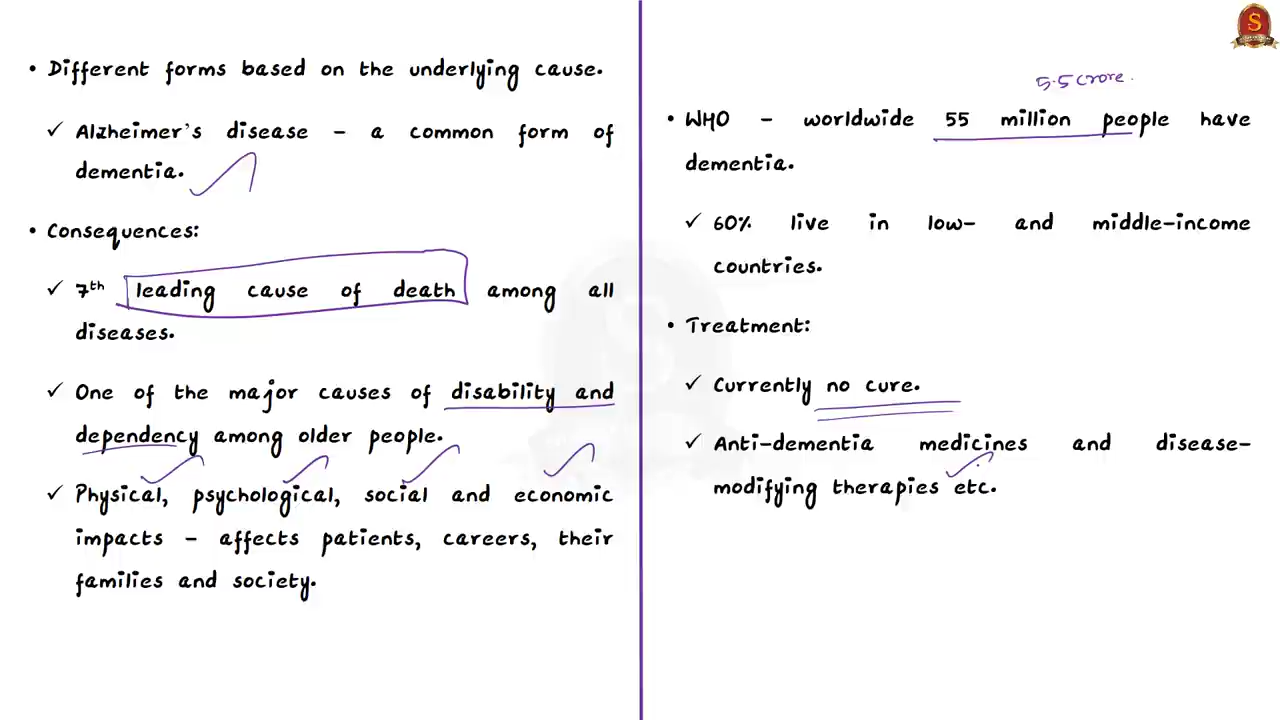 • Different forms based on the underlying cause.
✓ Alzheimer's disease – a common form of
dementia.
• Consequences:
✓ 7th leading cause of death among all
diseases.
✓ One of the major causes of disability and
dependency among older people.
✓ Physical, psychological, social and economic
impacts – affects patients, careers, their
families and society.
5.5 crore.
• WHO – worldwide 55 million people have
dementia.
✓ 60% live in low- and middle-income
countries.
• Treatment:
✓ Currently no cure.
✓ Anti-dementia medicines and disease-
modifying therapies etc.
S